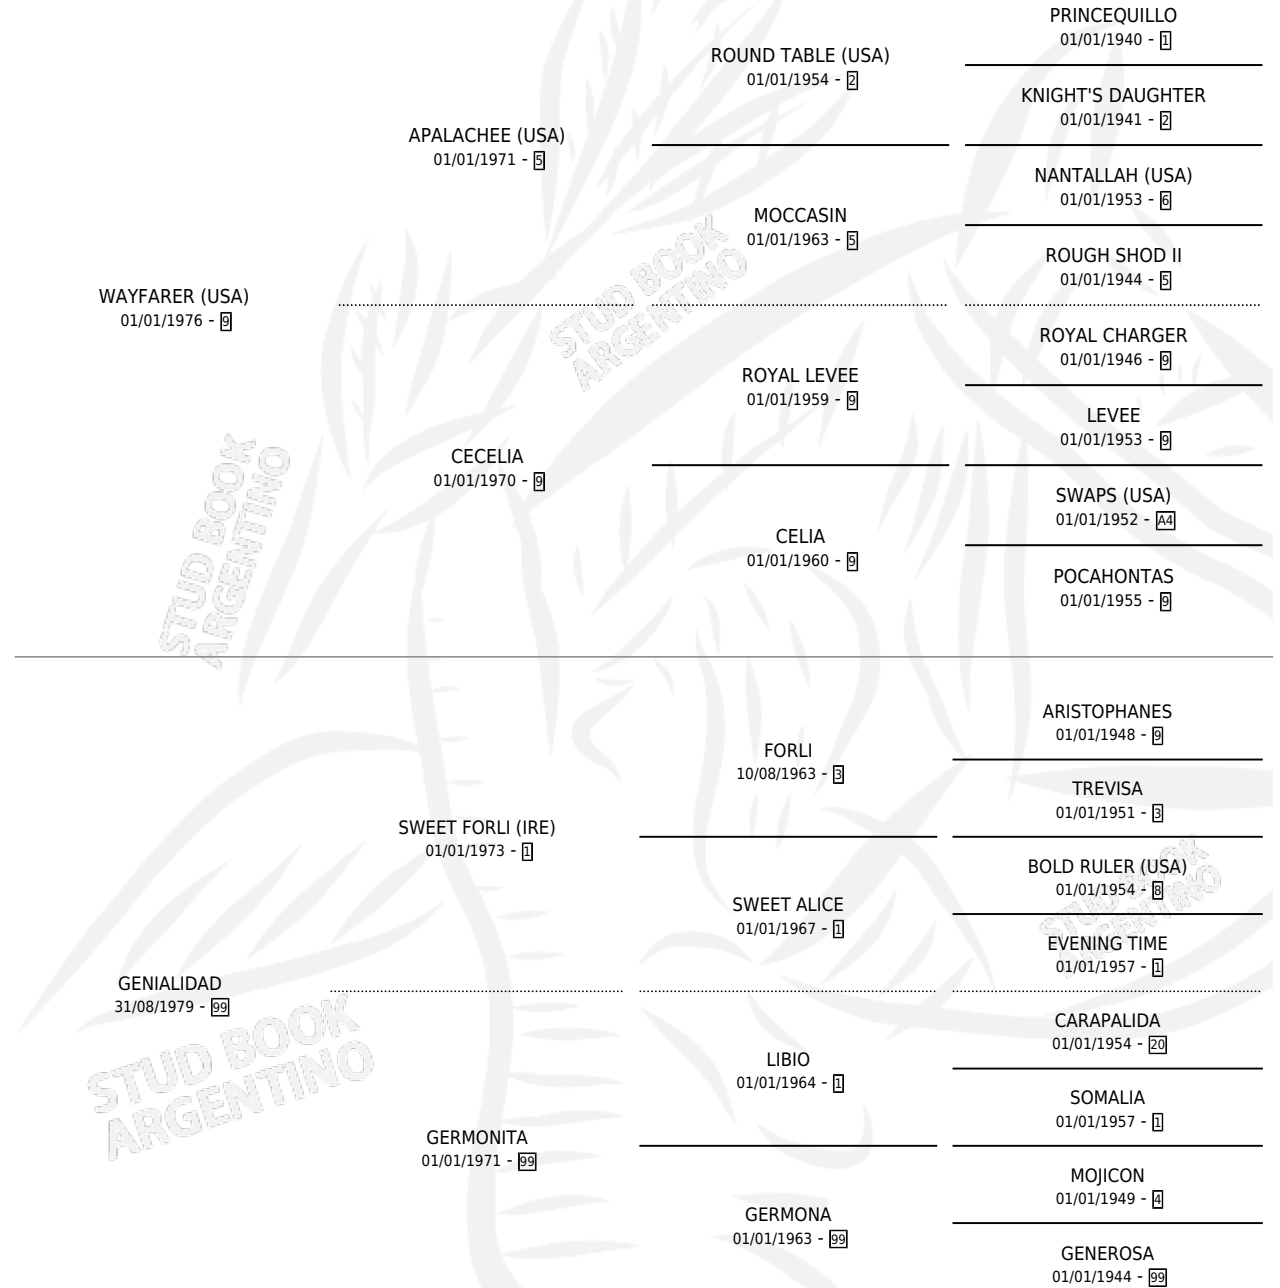 PRINCEQUILLO
01/01/1940 - 1
ROUND TABLE (USA)
01/01/1954 - 2
KNIGHT'S DAUGHTER
01/01/1941 - 2
APALACHEE (USA)
01/01/1971 - 5
NANTALLAH (USA)
01/01/1953 - 6
MOCCASIN
01/01/1963 - 5
ROUGH SHOD II
01/01/1944 - 5
WAYFARER (USA)
01/01/1976 - 9
ROYAL CHARGER
01/01/1946 - 9
ROYAL LEVEE
01/01/1959 - 9
LEVEE
01/01/1953 - 9
CECELIA
01/01/1970 - 9
SWAPS (USA)
01/01/1952 - A4
CELIA
01/01/1960 - 9
POCAHONTAS
01/01/1955 - 9
STUD BOOK
ARGENTINO
STUD BOOK
ARGENTINO
ARISTOPHANES
01/01/1948 - 9
FORLI
10/08/1963 - 3
TREVISA
01/01/1951 - 3
SWEET FORLI (IRE)
01/01/1973 - 1
BOLD RULER (USA)
01/01/1954 - 8
SWEET ALICE
01/01/1967 - 1
EVENING TIME
01/01/1957 - 1
STUD BOOK
ARGENTINO
GENIALIDAD
31/08/1979 - 99
CARAPALIDA
01/01/1954 - 20
LIBIO
01/01/1964 - 1
SOMALIA
01/01/1957 - 1
GERMONITA
01/01/1971 - 99
MOJICON
01/01/1949 - 4
GERMONA
01/01/1963 - 99
GENEROSA
01/01/1944 - 99
STUD BOOK
ARGENTINO